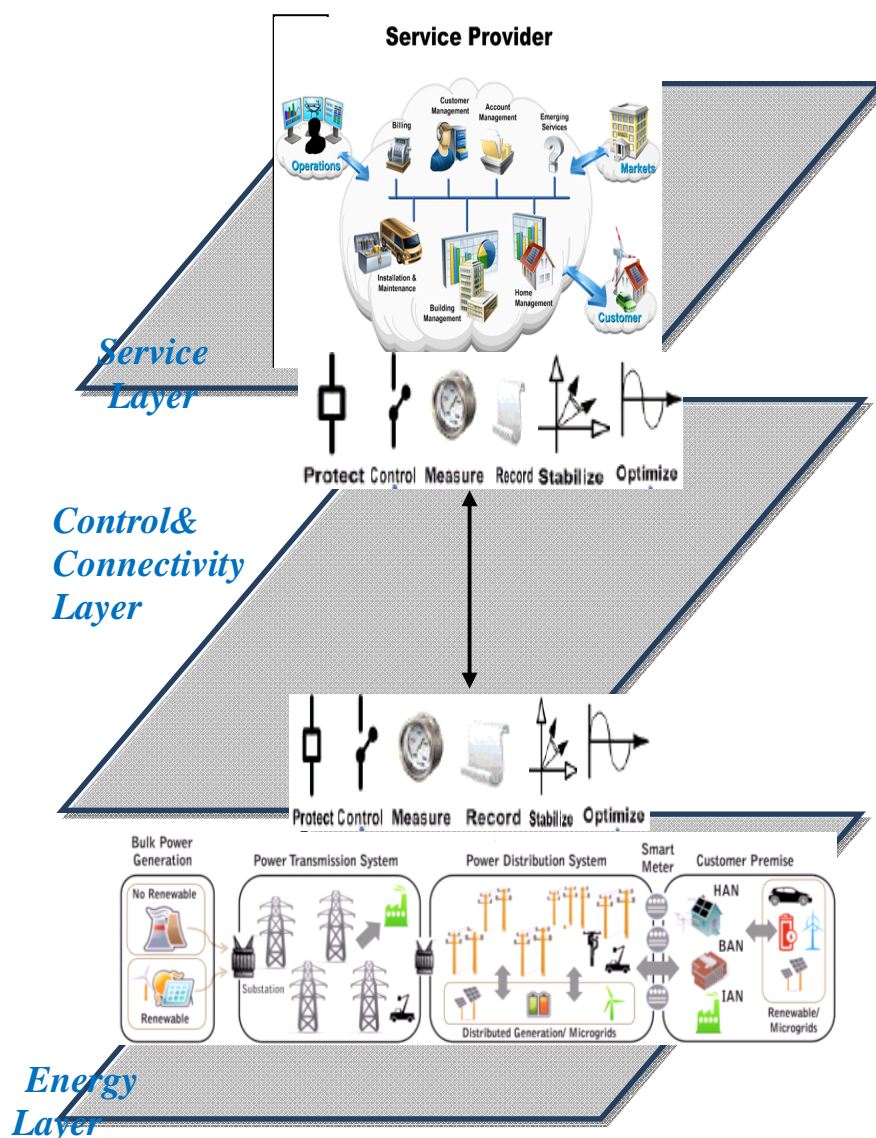 Service Provider
Customer
Management
Account
Management
Emerging
Services
Billing
Operations
Markets
Installation &
Maintenance
Building
Management
Home
Management
Customer
Service
Layer
Protect Control Measure Record Stabilize Optimize
Control&
Connectivity
Layer
Protect Control Measure Record Stabilize Optimize
Bulk Power
Generation
Power Transmission System
Power Distribution System
Smart
Meter
Customer Premise
No Renewable
Renewable
Substation
Distributed Generation/ Microgrids
HAN
BAN
IAN
Renewable/
Microgrids
Energy
Layer